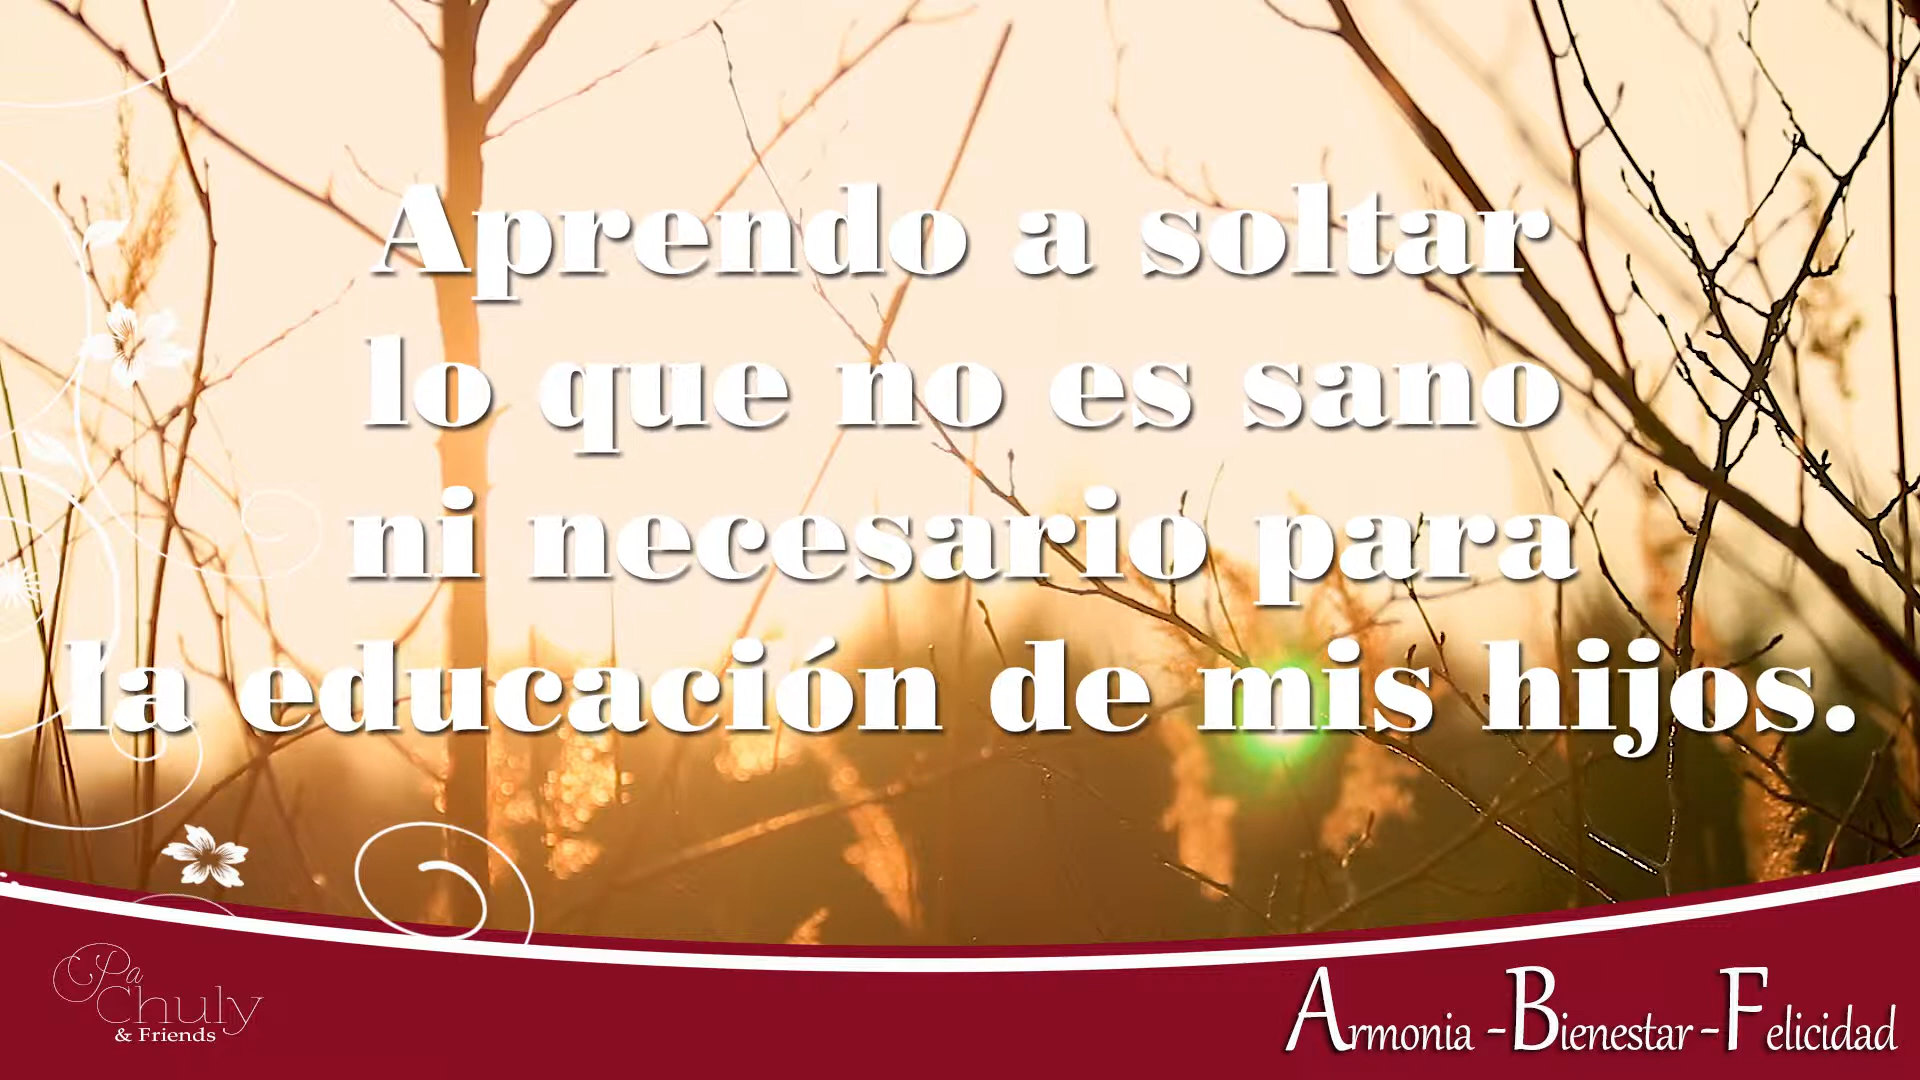 Aprendo a soltar
lo que no es sano
ni necesario para
la educación de mis hijos.
Pa
Chuly
& Friends
Armonia - Bienestar - Felicidad